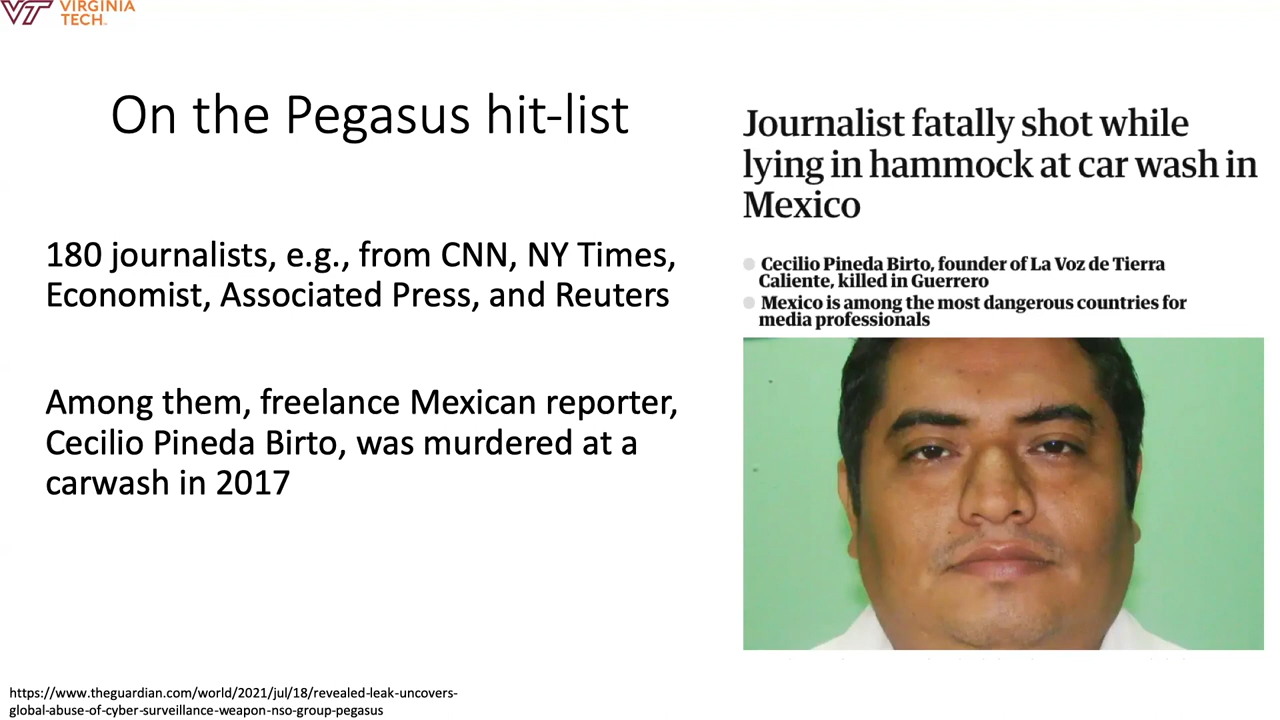 VIRGINIA
TECH
On the Pegasus hit-list
180 journalists, e.g., from CNN, NY Times,
Economist, Associated Press, and Reuters
Among them, freelance Mexican reporter,
Cecilio Pineda Birto, was murdered at a
carwash in 2017
https://www.theguardian.com/world/2021/jul/18/revealed-leak-uncovers-
global-abuse-of-cyber-surveillance-weapon-nso-group-pegasus
Journalist fatally shot while
lying in hammock at car wash in
Mexico
Cecilio Pineda Birto, founder of La Voz de Tierra
Caliente, killed in Guerrero
Mexico is among the most dangerous countries for
media professionals